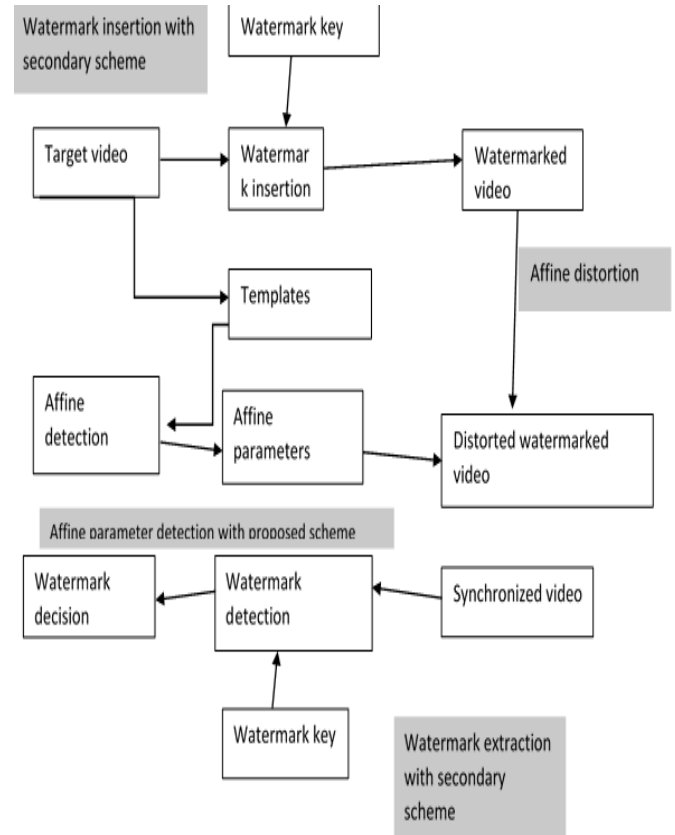 Watermark insertion with
secondary scheme
Watermark key
Target video
Watermar
k insertion
Watermarked
video
Affine distortion
Templates
Affine
detection
Affine
parameters
Distorted watermarked
video
Affine parameter detection with proposed scheme
Watermark
decision
Watermark
detection
Synchronized video
Watermark key
Watermark extraction
with secondary
scheme